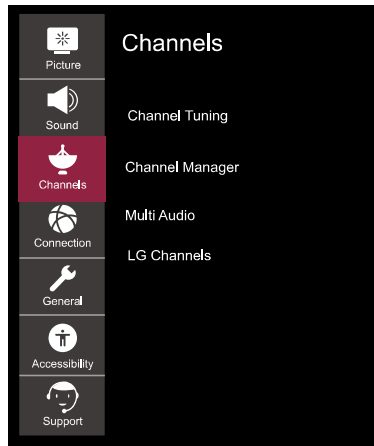 Picture
Sound
Channels
Connection
General
Accessibility
Support
Channels
Channel Tuning
Channel Manager
Multi Audio
LG Channels